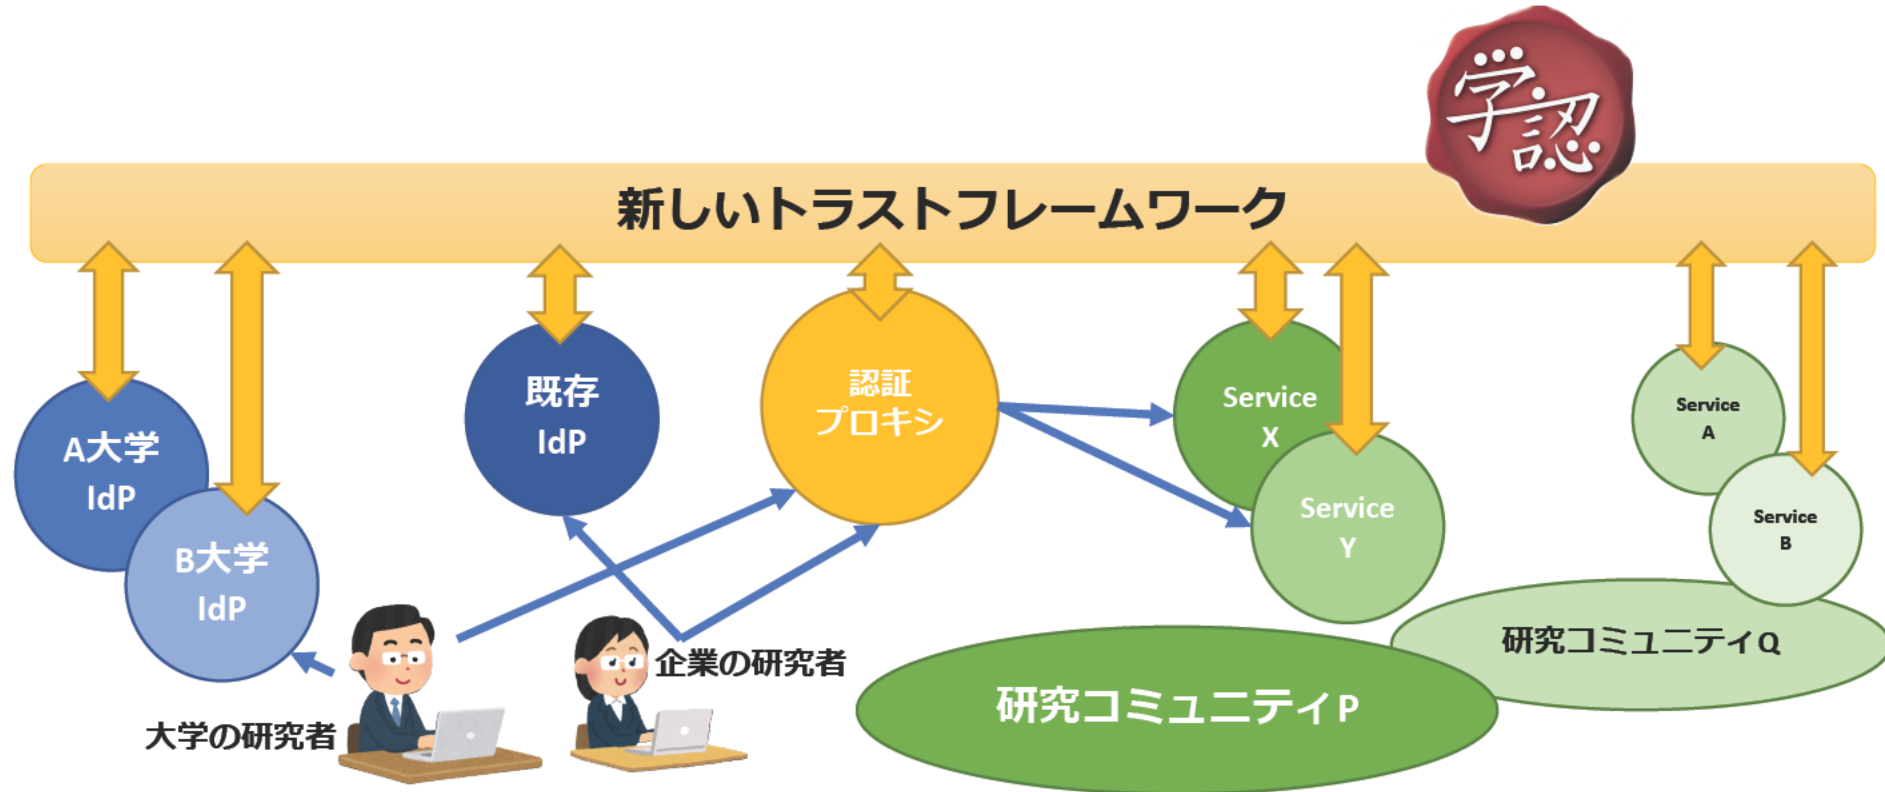 学認
新しいトラストフレームワーク
A大学
IdP
B大学
IdP
既存
IdP
認証
プロキシ
Service
X
Service
Y
Service
A
Service
B
大学の研究者
企業の研究者
研究コミュニティP
研究コミュニティQ